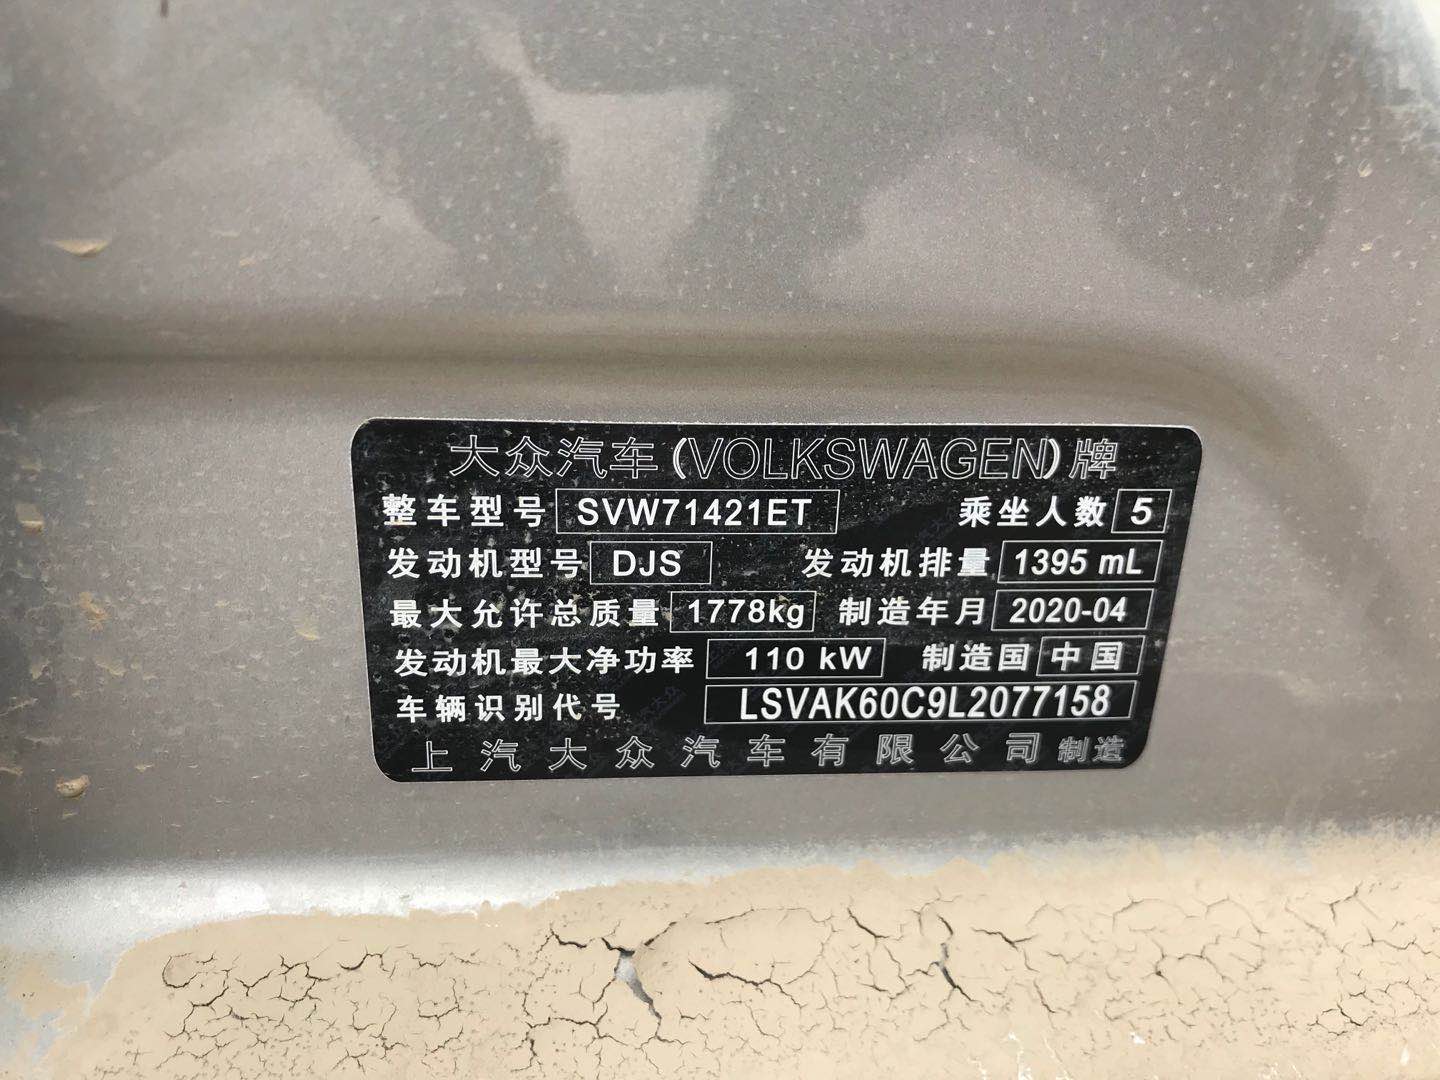 大众汽车(VOLKSWAGEN)牌
整车型号 SVW71421ET 乘坐人数 5
发动机型号 DJS 发动机排量 1395 mL
最大允许总质量 1778kg 制造年月 2020-04
发动机最大净功率 110 kW 制造国 中国
车辆识别代号 LSVAK60C9L2077158
上汽大众汽车有限公司制造